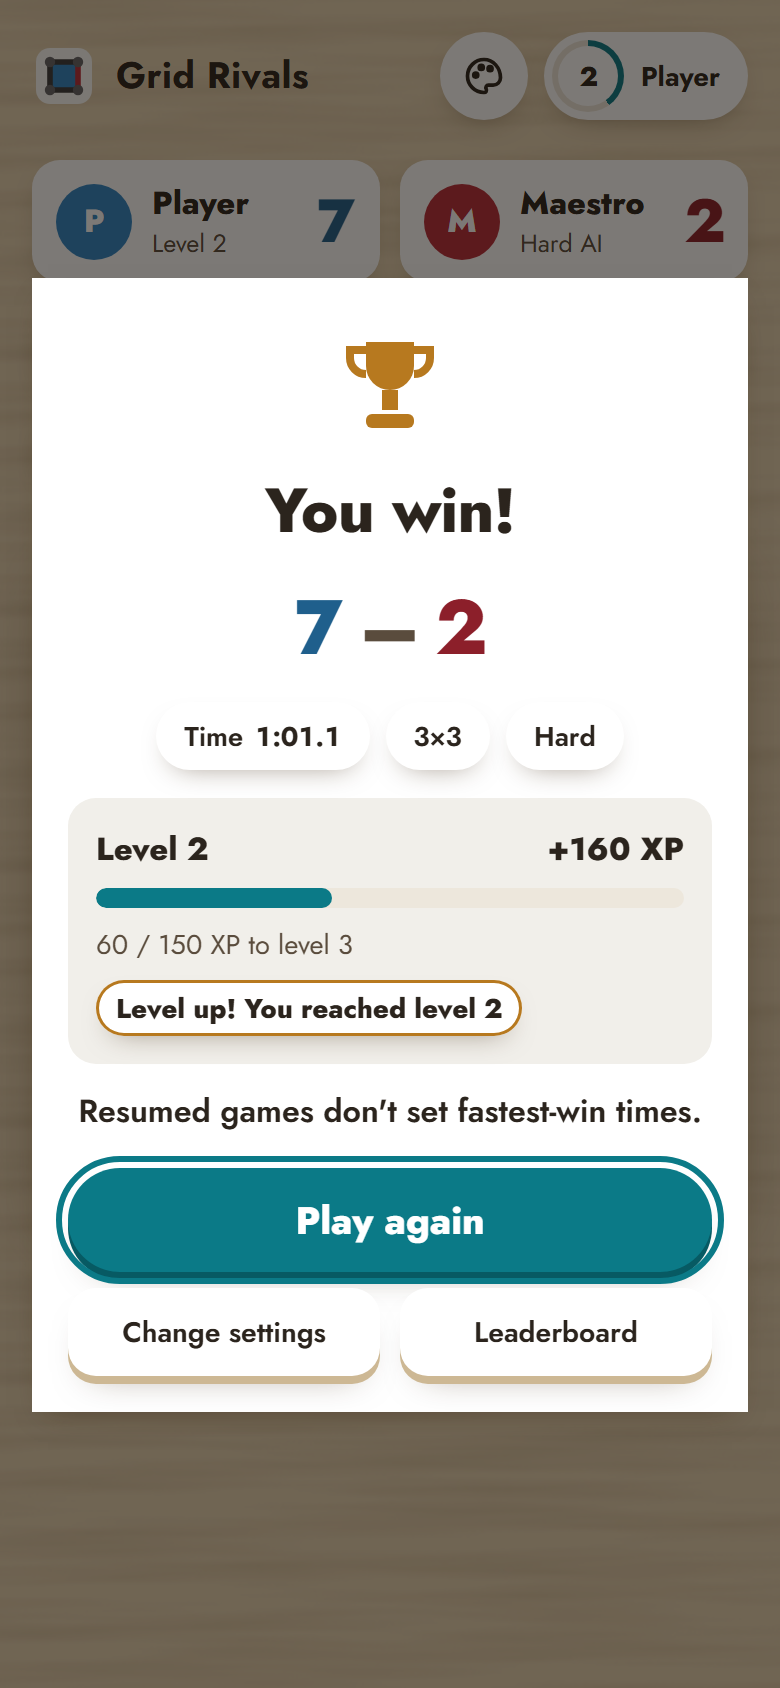 Grid Rivals
2 Player
P Player 7
Level 2
M Maestro 2
Hard AI
You win!
7 – 2
Time 1:01.1 3×3 Hard
Level 2 +160 XP
60 / 150 XP to level 3
Level up! You reached level 2
Resumed games don't set fastest-win times.
Play again
Change settings Leaderboard